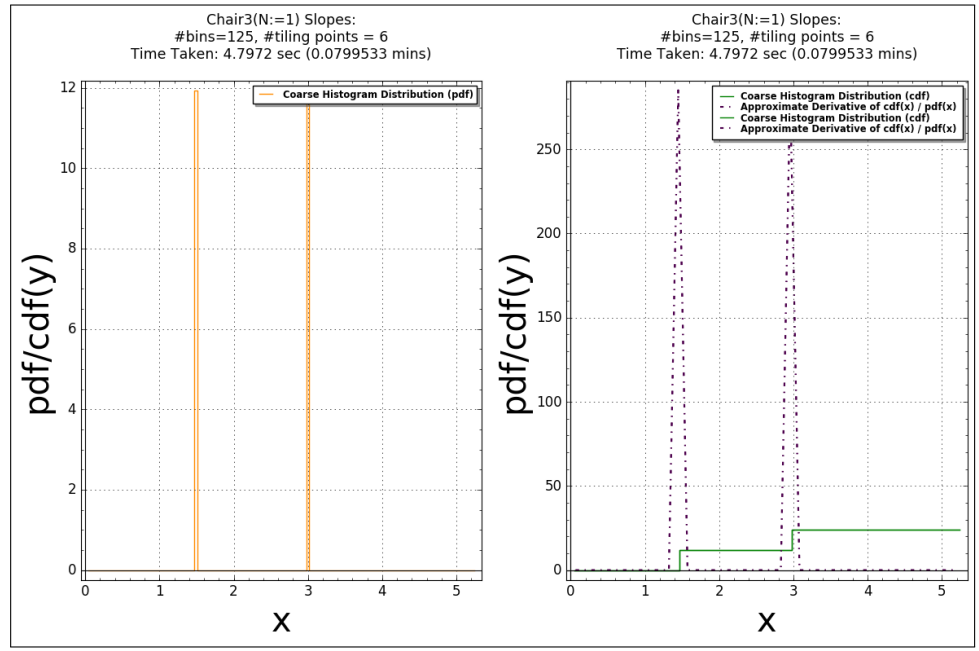 Chair3(N:=1) Slopes:
#bins=125, #tiling points = 6
Time Taken: 4.7972 sec (0.0799533 mins)
Coarse Histogram Distribution (pdf)
12
10
8
6
4
2
0
pdf/cdf(y)
0 1 2 3 4 5
x
Chair3(N:=1) Slopes:
#bins=125, #tiling points = 6
Time Taken: 4.7972 sec (0.0799533 mins)
Coarse Histogram Distribution (cdf)
Approximate Derivative of cdf(x) / pdf(x)
Coarse Histogram Distribution (cdf)
Approximate Derivative of cdf(x) / pdf(x)
250
200
150
100
50
0
pdf/cdf(y)
0 1 2 3 4 5
x